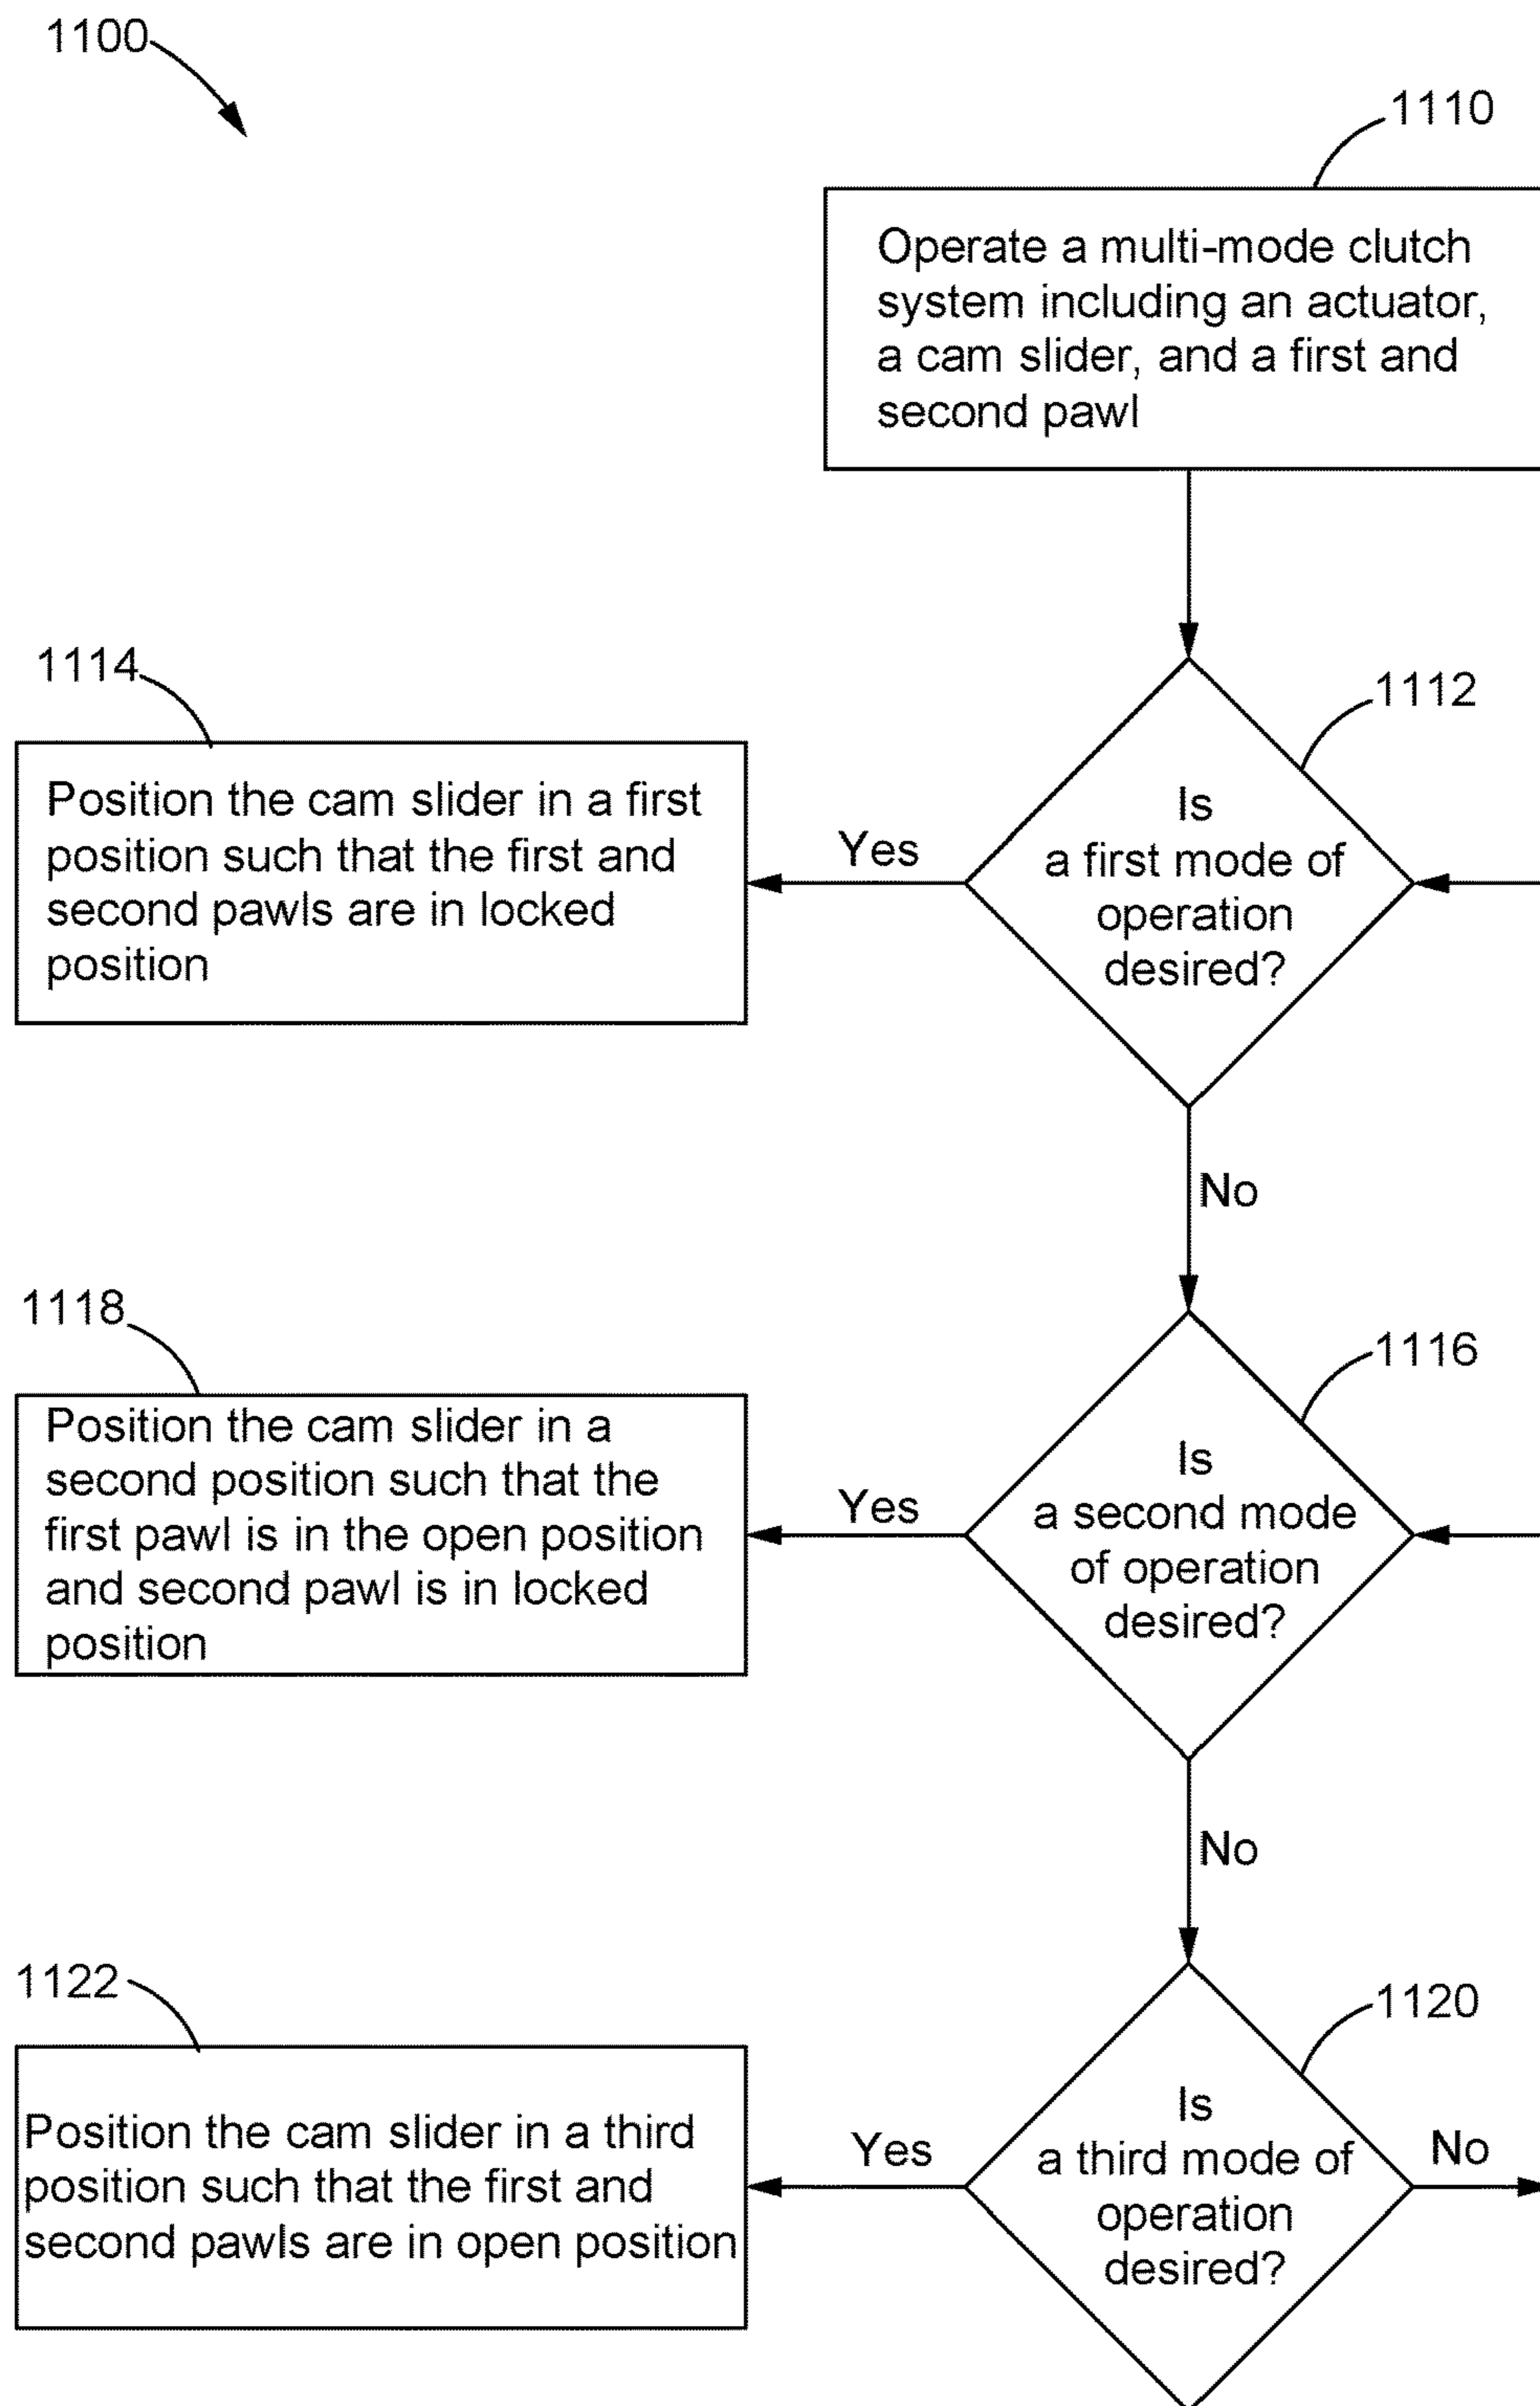 1100
1110
Operate a multi-mode clutch
system including an actuator,
a cam slider, and a first and
second pawl
1114
1112
Position the cam slider in a first
position such that the first and
second pawls are in locked
position
Yes
Is
a first mode of
operation
desired?
No
1118
1116
Position the cam slider in a
second position such that the
first pawl is in the open position
and second pawl is in locked
position
Yes
Is
a second mode
of operation
desired?
No
1122
1120
Position the cam slider in a third
position such that the first and
second pawls are in open position
Yes
Is
a third mode of
operation
desired?
No